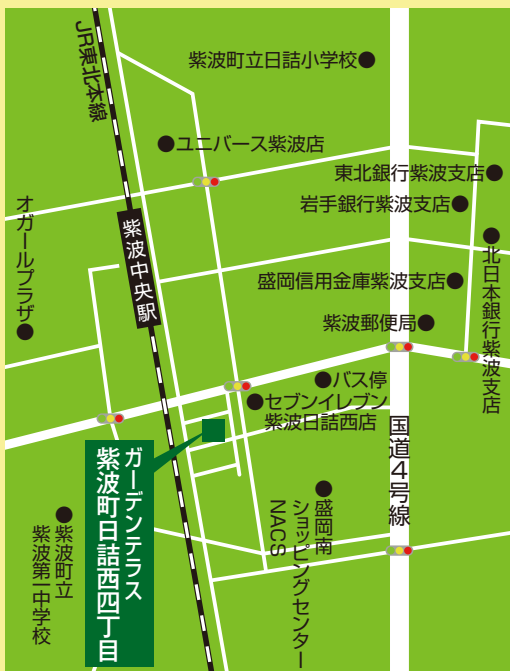 JR東北本線
紫波町立日詰小学校
ユニバース紫波店
東北銀行紫波支店
岩手銀行紫波支店
オガールプラザ
紫波中央駅
北日本銀行紫波支店
盛岡信用金庫紫波支店
紫波郵便局
バス停
セブンイレブン
紫波日詰西店
国道4号線
ガーデンテラス
紫波町日詰西四丁目
盛岡南
ショッピングセンター
NACS
紫波町立
紫波第一中学校